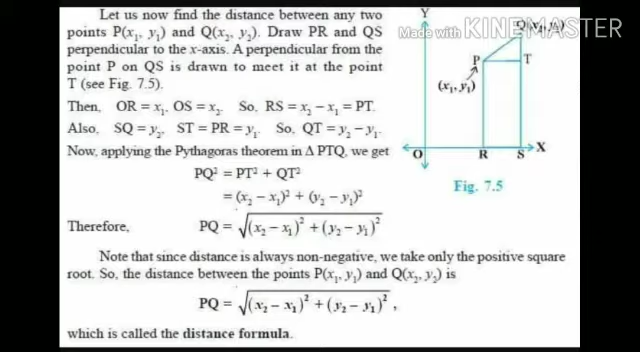 Let us now find the distance between any two
points P(x₁, y₁) and Q(x₂, y₂). Draw PR and QS
perpendicular to the x-axis. A perpendicular from the
point P on QS is drawn to meet it at the point
T (see Fig. 7.5).
Then, OR = x₁, OS = x₂. So, RS = x₂ – x₁ = PT.
Also, SQ = y₂, ST = PR = y₁. So, QT = y₂ – y₁.
Now, applying the Pythagoras theorem in Δ PTQ, we get
PQ² = PT² + QT²
= (x₂ – x₁)² + (y₂ – y₁)²
Therefore, PQ = √(x₂ – x₁)² + (y₂ – y₁)²
Note that since distance is always non-negative, we take only the positive square
root. So, the distance between the points P(x₁, y₁) and Q(x₂, y₂) is
PQ = √(x₂ – x₁)² + (y₂ – y₁)² ,
which is called the distance formula.
Made with KINEMASTER
Y
P
T
(x₁, y₁)
O
R
S
X
Fig. 7.5